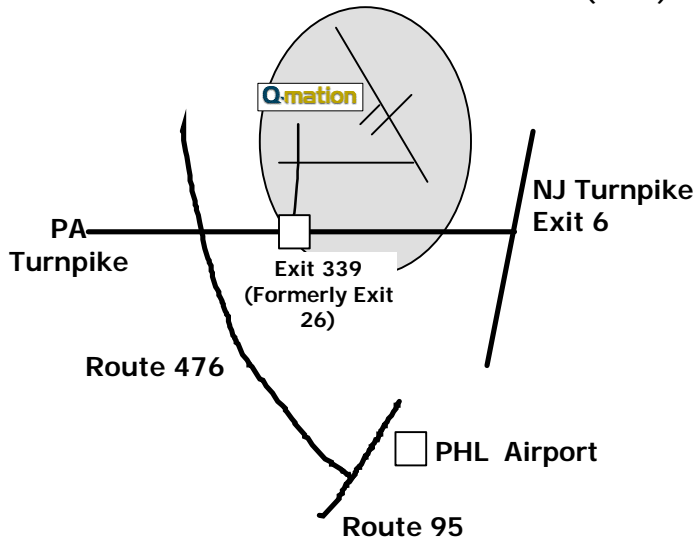 Q-mation
NJ Turnpike
Exit 6
PA
Turnpike
Exit 339
(Formerly Exit
26)
Route 476
PHL Airport
Route 95